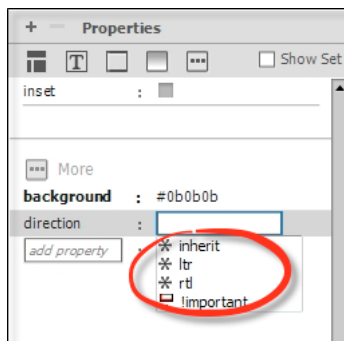 + − Properties
T Show Set
inset :
More
background : #0b0b0b
direction :
add property :
inherit
ltr
rtl
!important